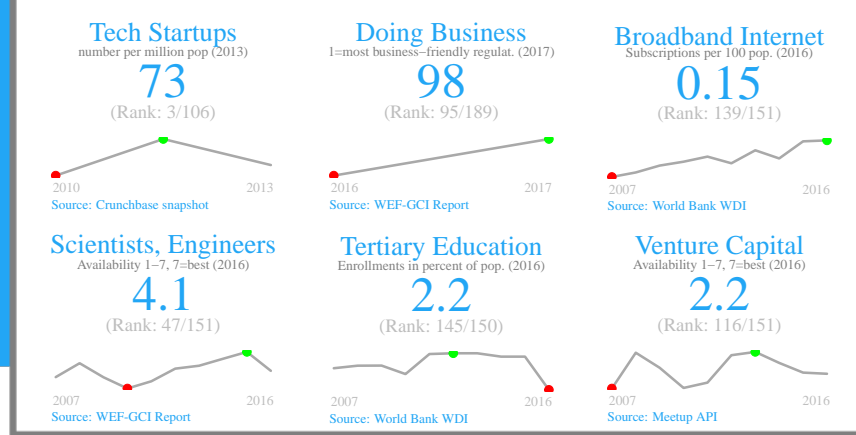 Tech Startups
number per million pop (2013)
73
(Rank: 3/106)
2010 2013
Source: Crunchbase snapshot
Doing Business
1=most business−friendly regulat. (2017)
98
(Rank: 95/189)
2016 2017
Source: WEF-GCI Report
Broadband Internet
Subscriptions per 100 pop. (2016)
0.15
(Rank: 139/151)
2007 2016
Source: World Bank WDI
Scientists, Engineers
Availability 1−7, 7=best (2016)
4.1
(Rank: 47/151)
2007 2016
Source: WEF-GCI Report
Tertiary Education
Enrollments in percent of pop. (2016)
2.2
(Rank: 145/150)
2007 2016
Source: World Bank WDI
Venture Capital
Availability 1−7, 7=best (2016)
2.2
(Rank: 116/151)
2007 2016
Source: Meetup API